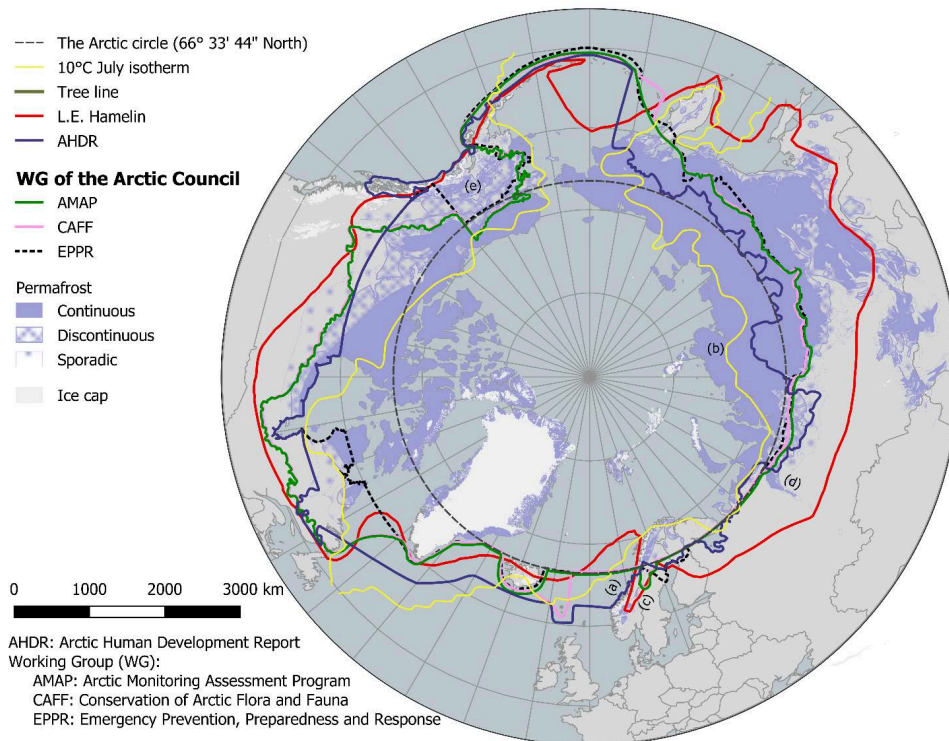 The Arctic circle (66° 33' 44" North)
10°C July isotherm
Tree line
L.E. Hamelin
AHDR
WG of the Arctic Council
AMAP
CAFF
EPPR
Permafrost
Continuous
Discontinuous
Sporadic
Ice cap
(e)
(b)
(d)
(a)
(c)
0 1000 2000 3000 km
AHDR: Arctic Human Development Report
Working Group (WG):
AMAP: Arctic Monitoring Assessment Program
CAFF: Conservation of Arctic Flora and Fauna
EPPR: Emergency Prevention, Preparedness and Response